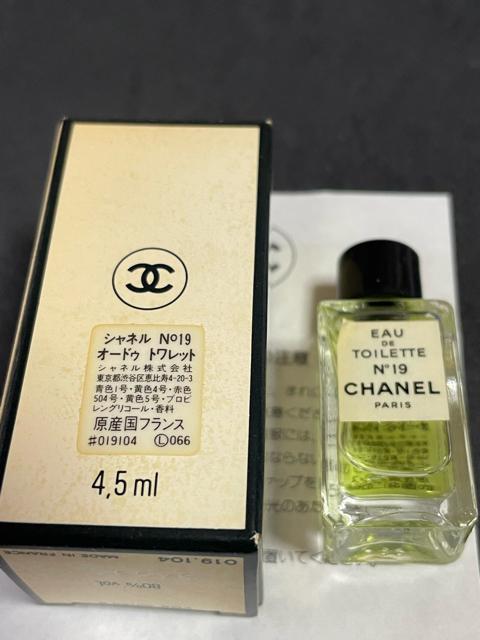 シャネル Nº19
オードゥ トワレット
シャネル株式会社
東京都渋谷区恵比寿4-20-3
青色1号・黄色4号・赤色
504号・黄色5号・プロピ
レングリコール・香料
原産国フランス
#019104 Ⓛ066
4,5 ml
019.104
MADE IN FRANCE
80% vol.
EAU
DE
TOILETTE
Nº19
CHANEL
PARIS